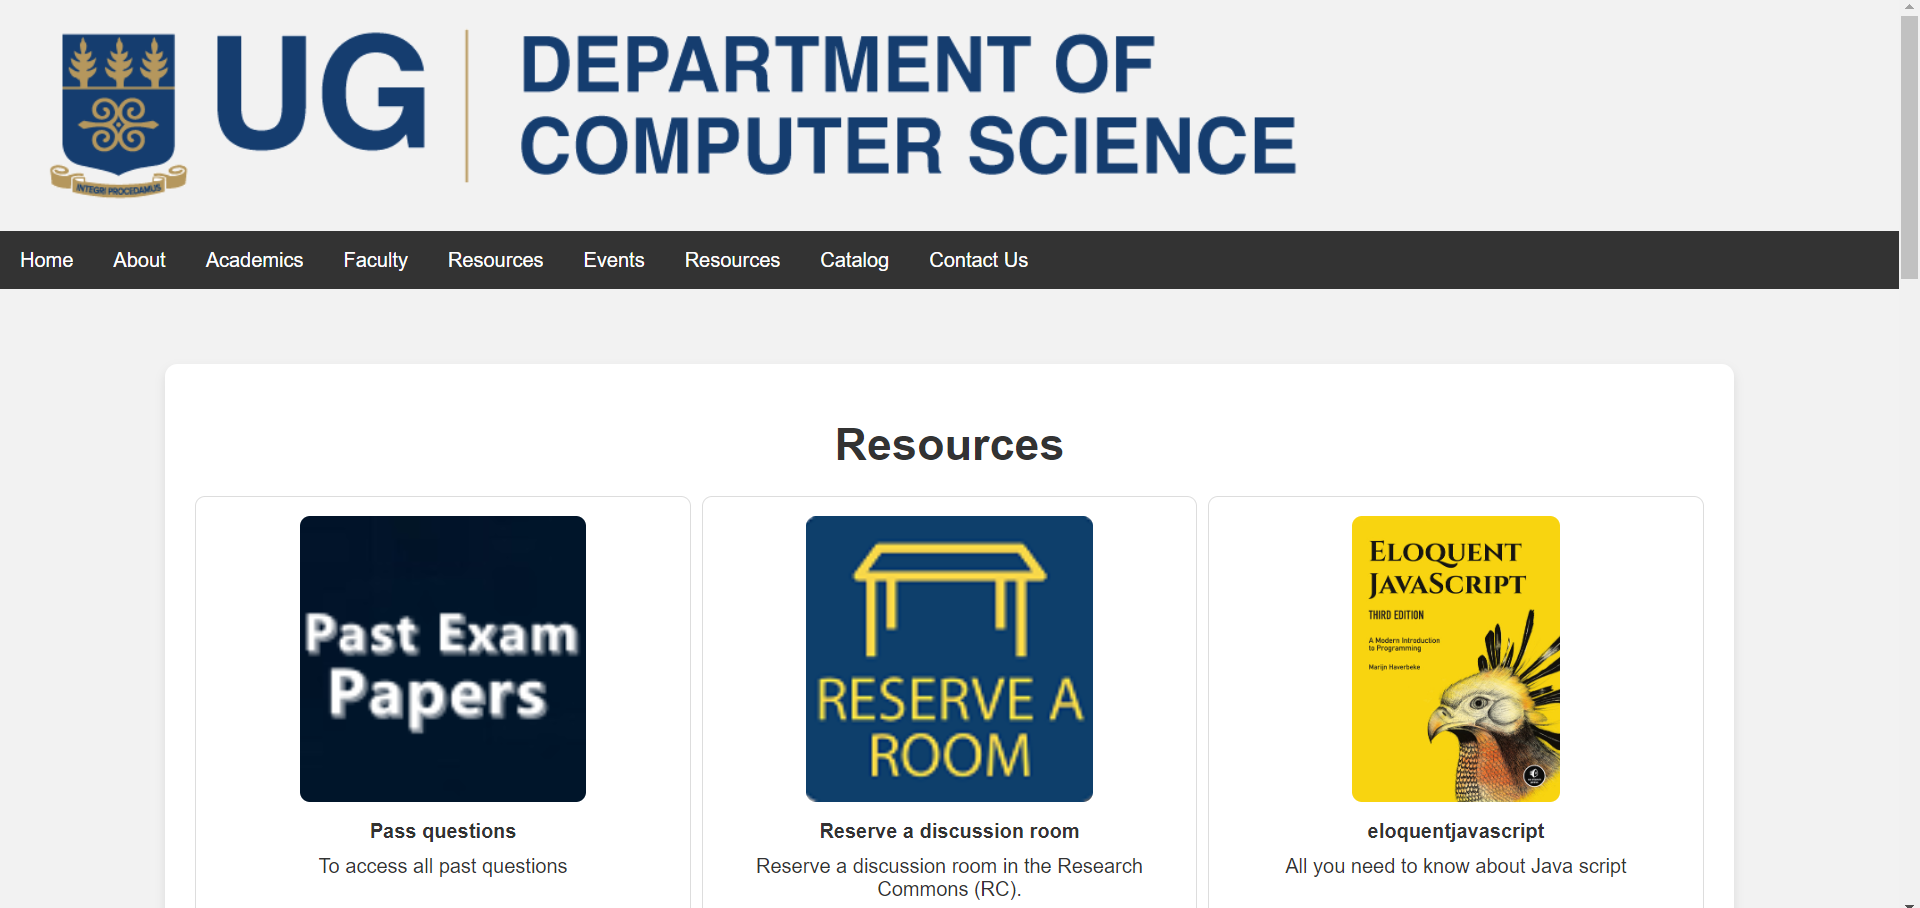 UG
DEPARTMENT OF
COMPUTER SCIENCE
INTEGRI PROCEDAMUS
Home About Academics Faculty Resources Events Resources Catalog Contact Us
Resources
Past Exam
Papers
RESERVE A
ROOM
ELOQUENT
JAVASCRIPT
THIRD EDITION
A Modern Introduction
to Programming
Marijn Haverbeke
Pass questions
To access all past questions
Reserve a discussion room
Reserve a discussion room in the Research
Commons (RC).
eloquentjavascript
All you need to know about Java script